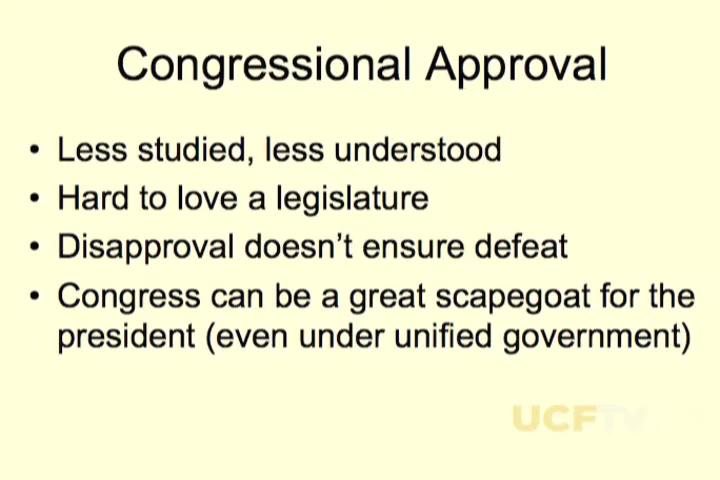 Congressional Approval
• Less studied, less understood
• Hard to love a legislature
• Disapproval doesn't ensure defeat
• Congress can be a great scapegoat for the
president (even under unified government)
UCFTV